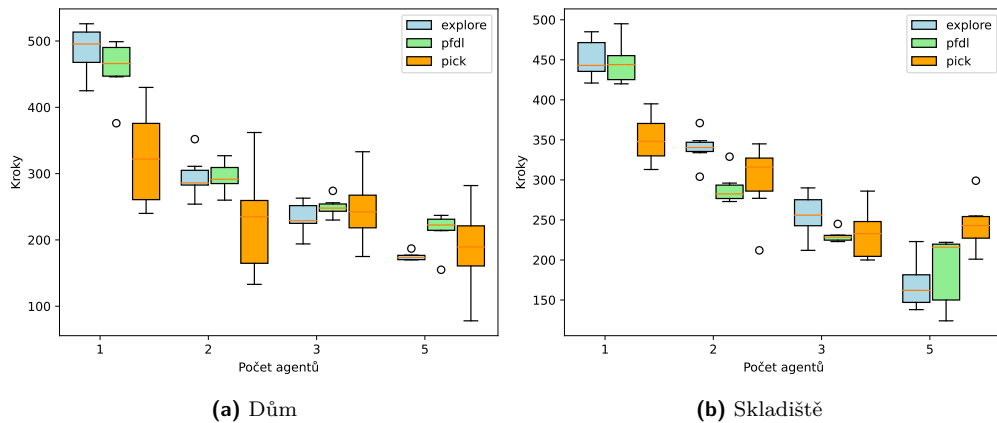 explore
pfdl
pick
500
400
300
200
100
Kroky
1 2 3 5
Počet agentů
(a) Dům
explore
pfdl
pick
500
450
400
350
300
250
200
150
Kroky
1 2 3 5
Počet agentů
(b) Skladiště